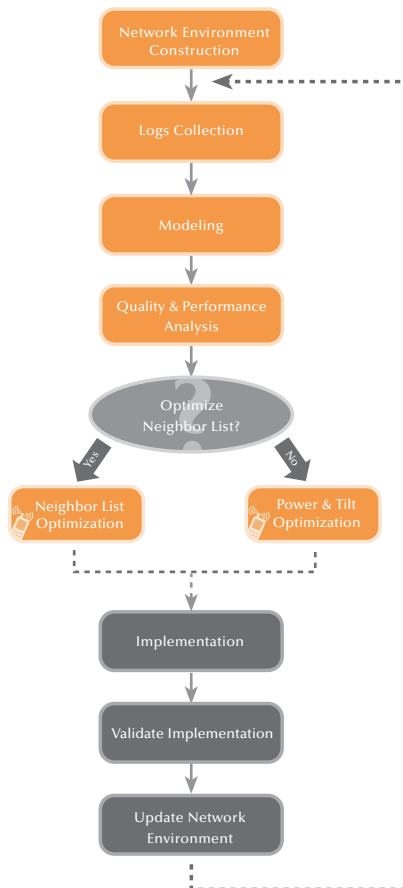 Network Environment
Construction
Logs Collection
Modeling
Quality & Performance
Analysis
?
Optimize
Neighbor List?
Yes
No
Neighbor List
Optimization
Power & Tilt
Optimization
Implementation
Validate Implementation
Update Network
Environment